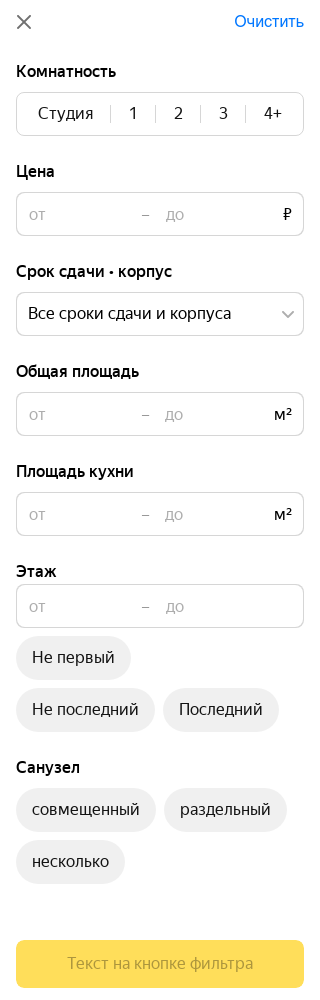 Очистить
Комнатность
Студия 1 2 3 4+
Цена
от – до ₽
Срок сдачи • корпус
Все сроки сдачи и корпуса
Общая площадь
от – до м²
Площадь кухни
от – до м²
Этаж
от – до
Не первый
Не последний Последний
Санузел
совмещенный раздельный
несколько
Текст на кнопке фильтра